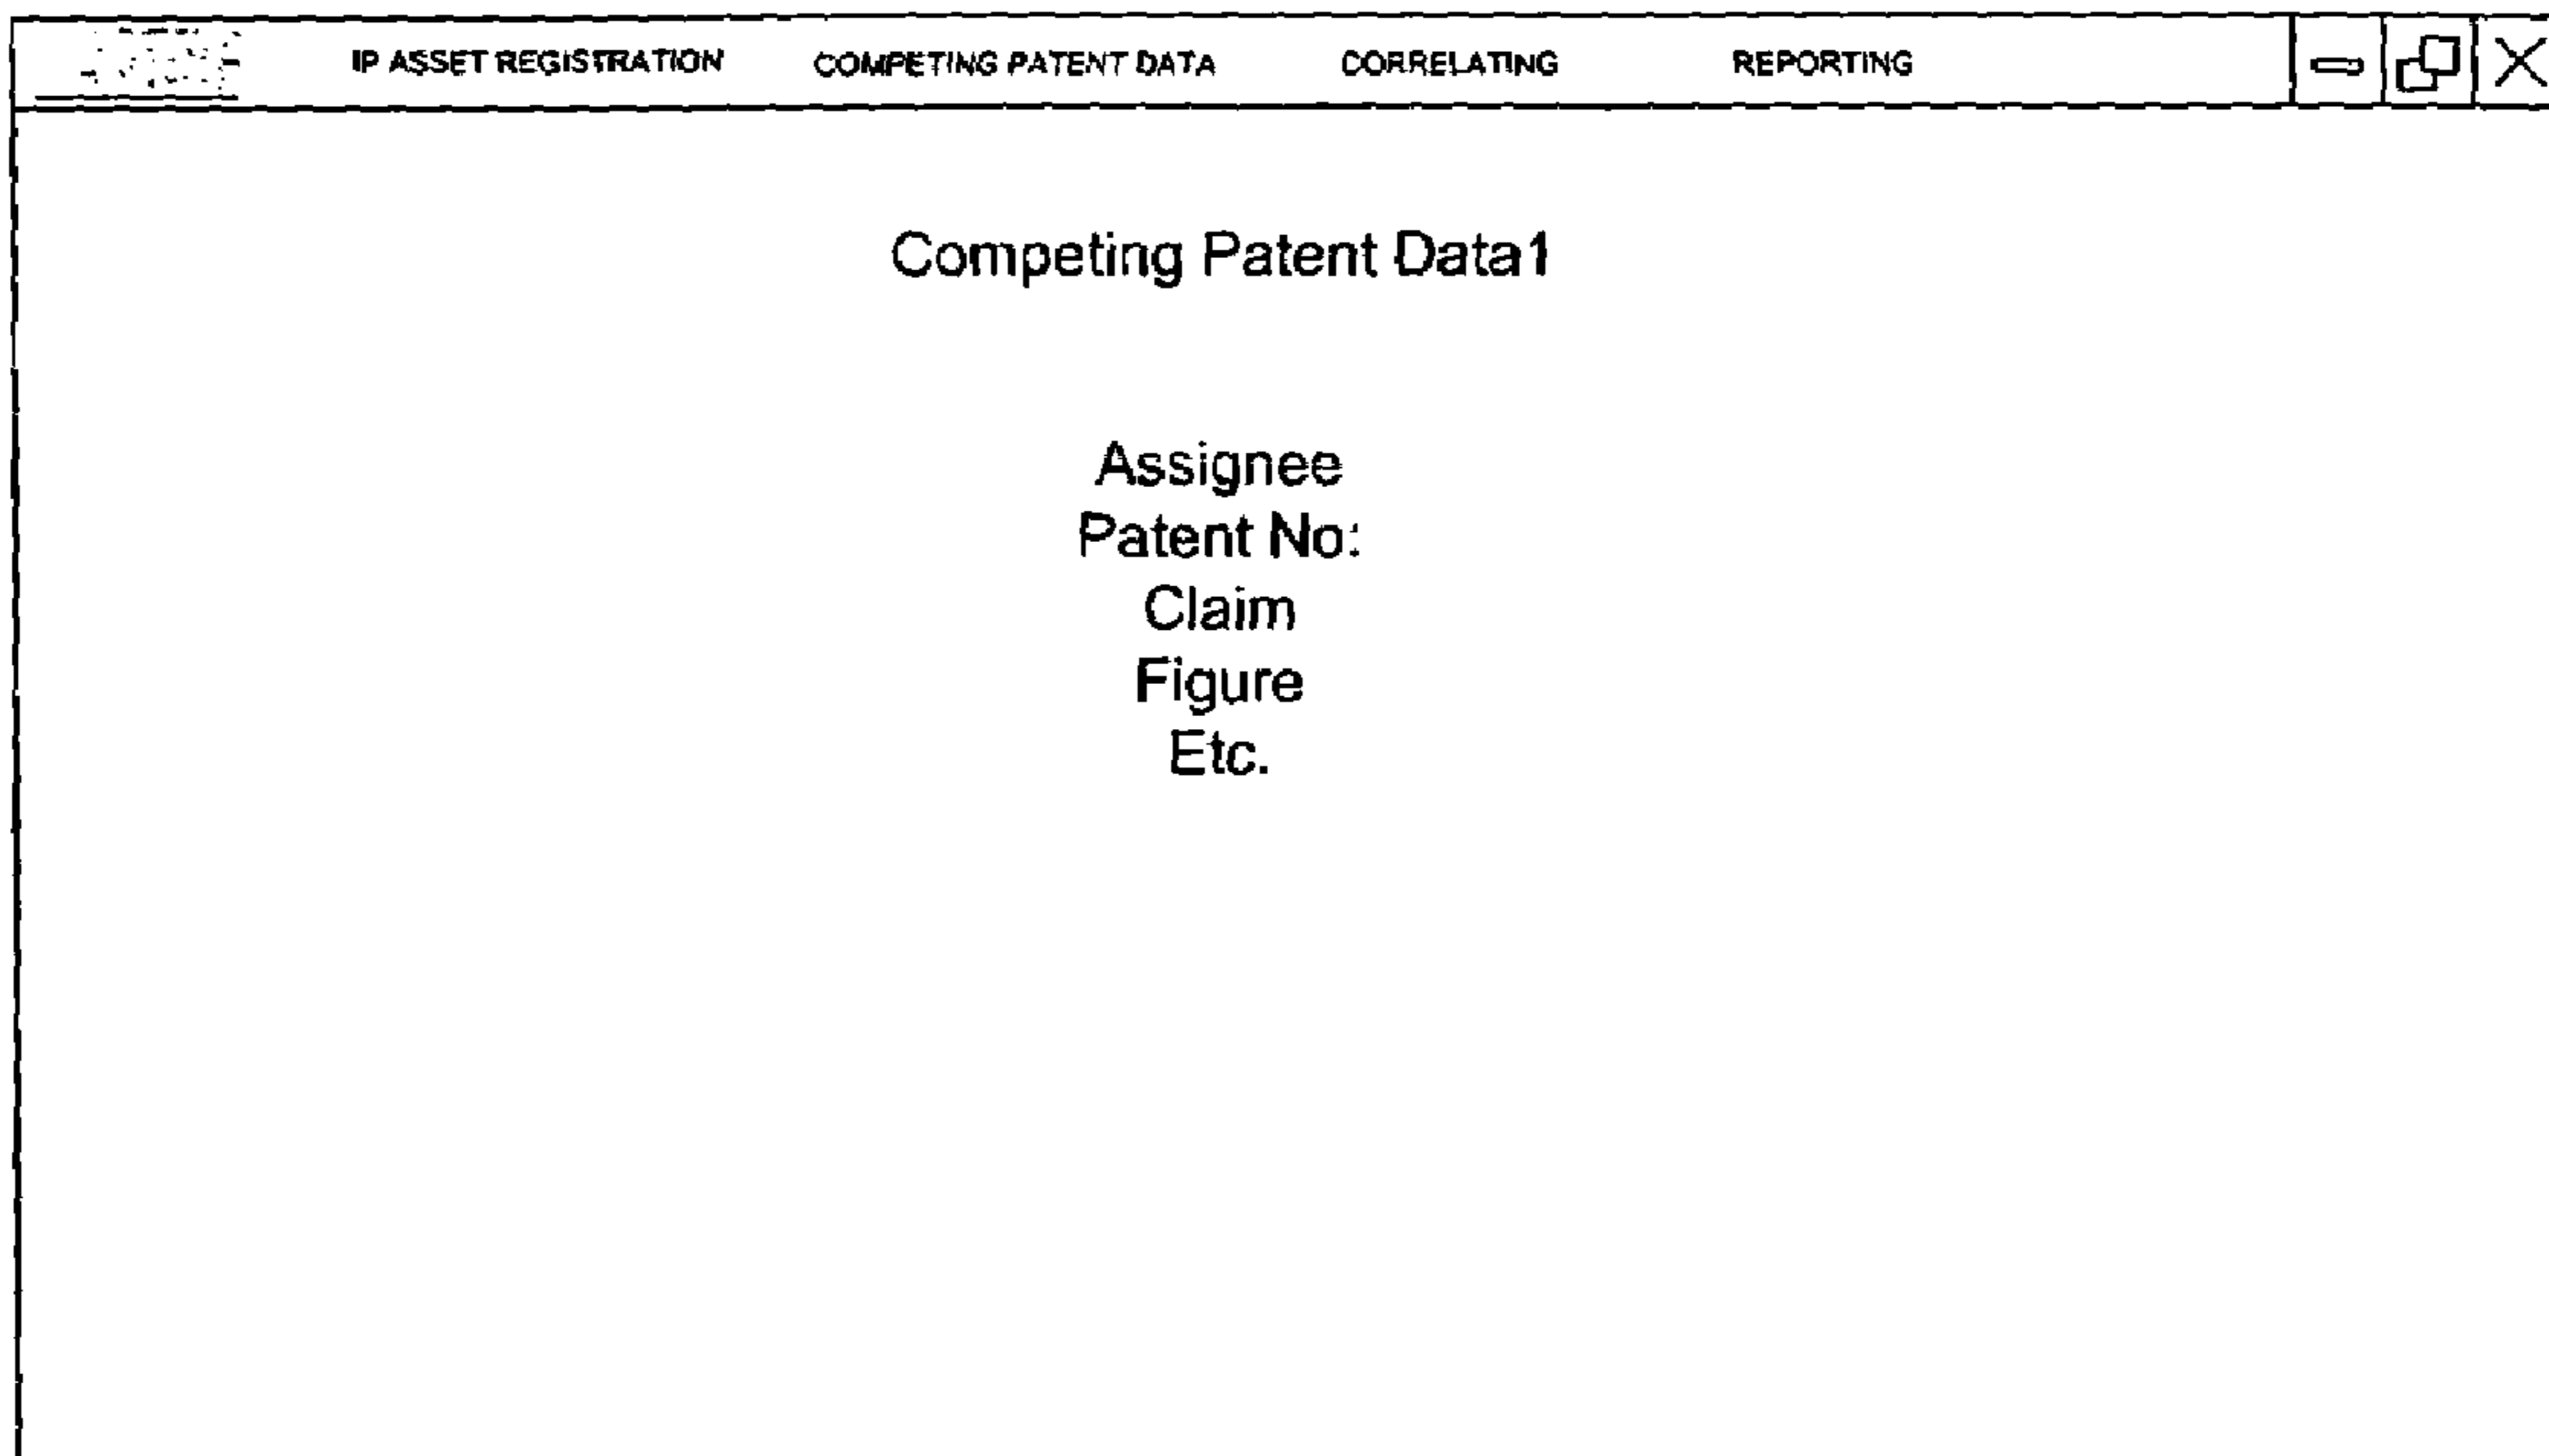 IP ASSET REGISTRATION COMPETING PATENT DATA CORRELATING REPORTING
Competing Patent Data1
Assignee
Patent No:
Claim
Figure
Etc.